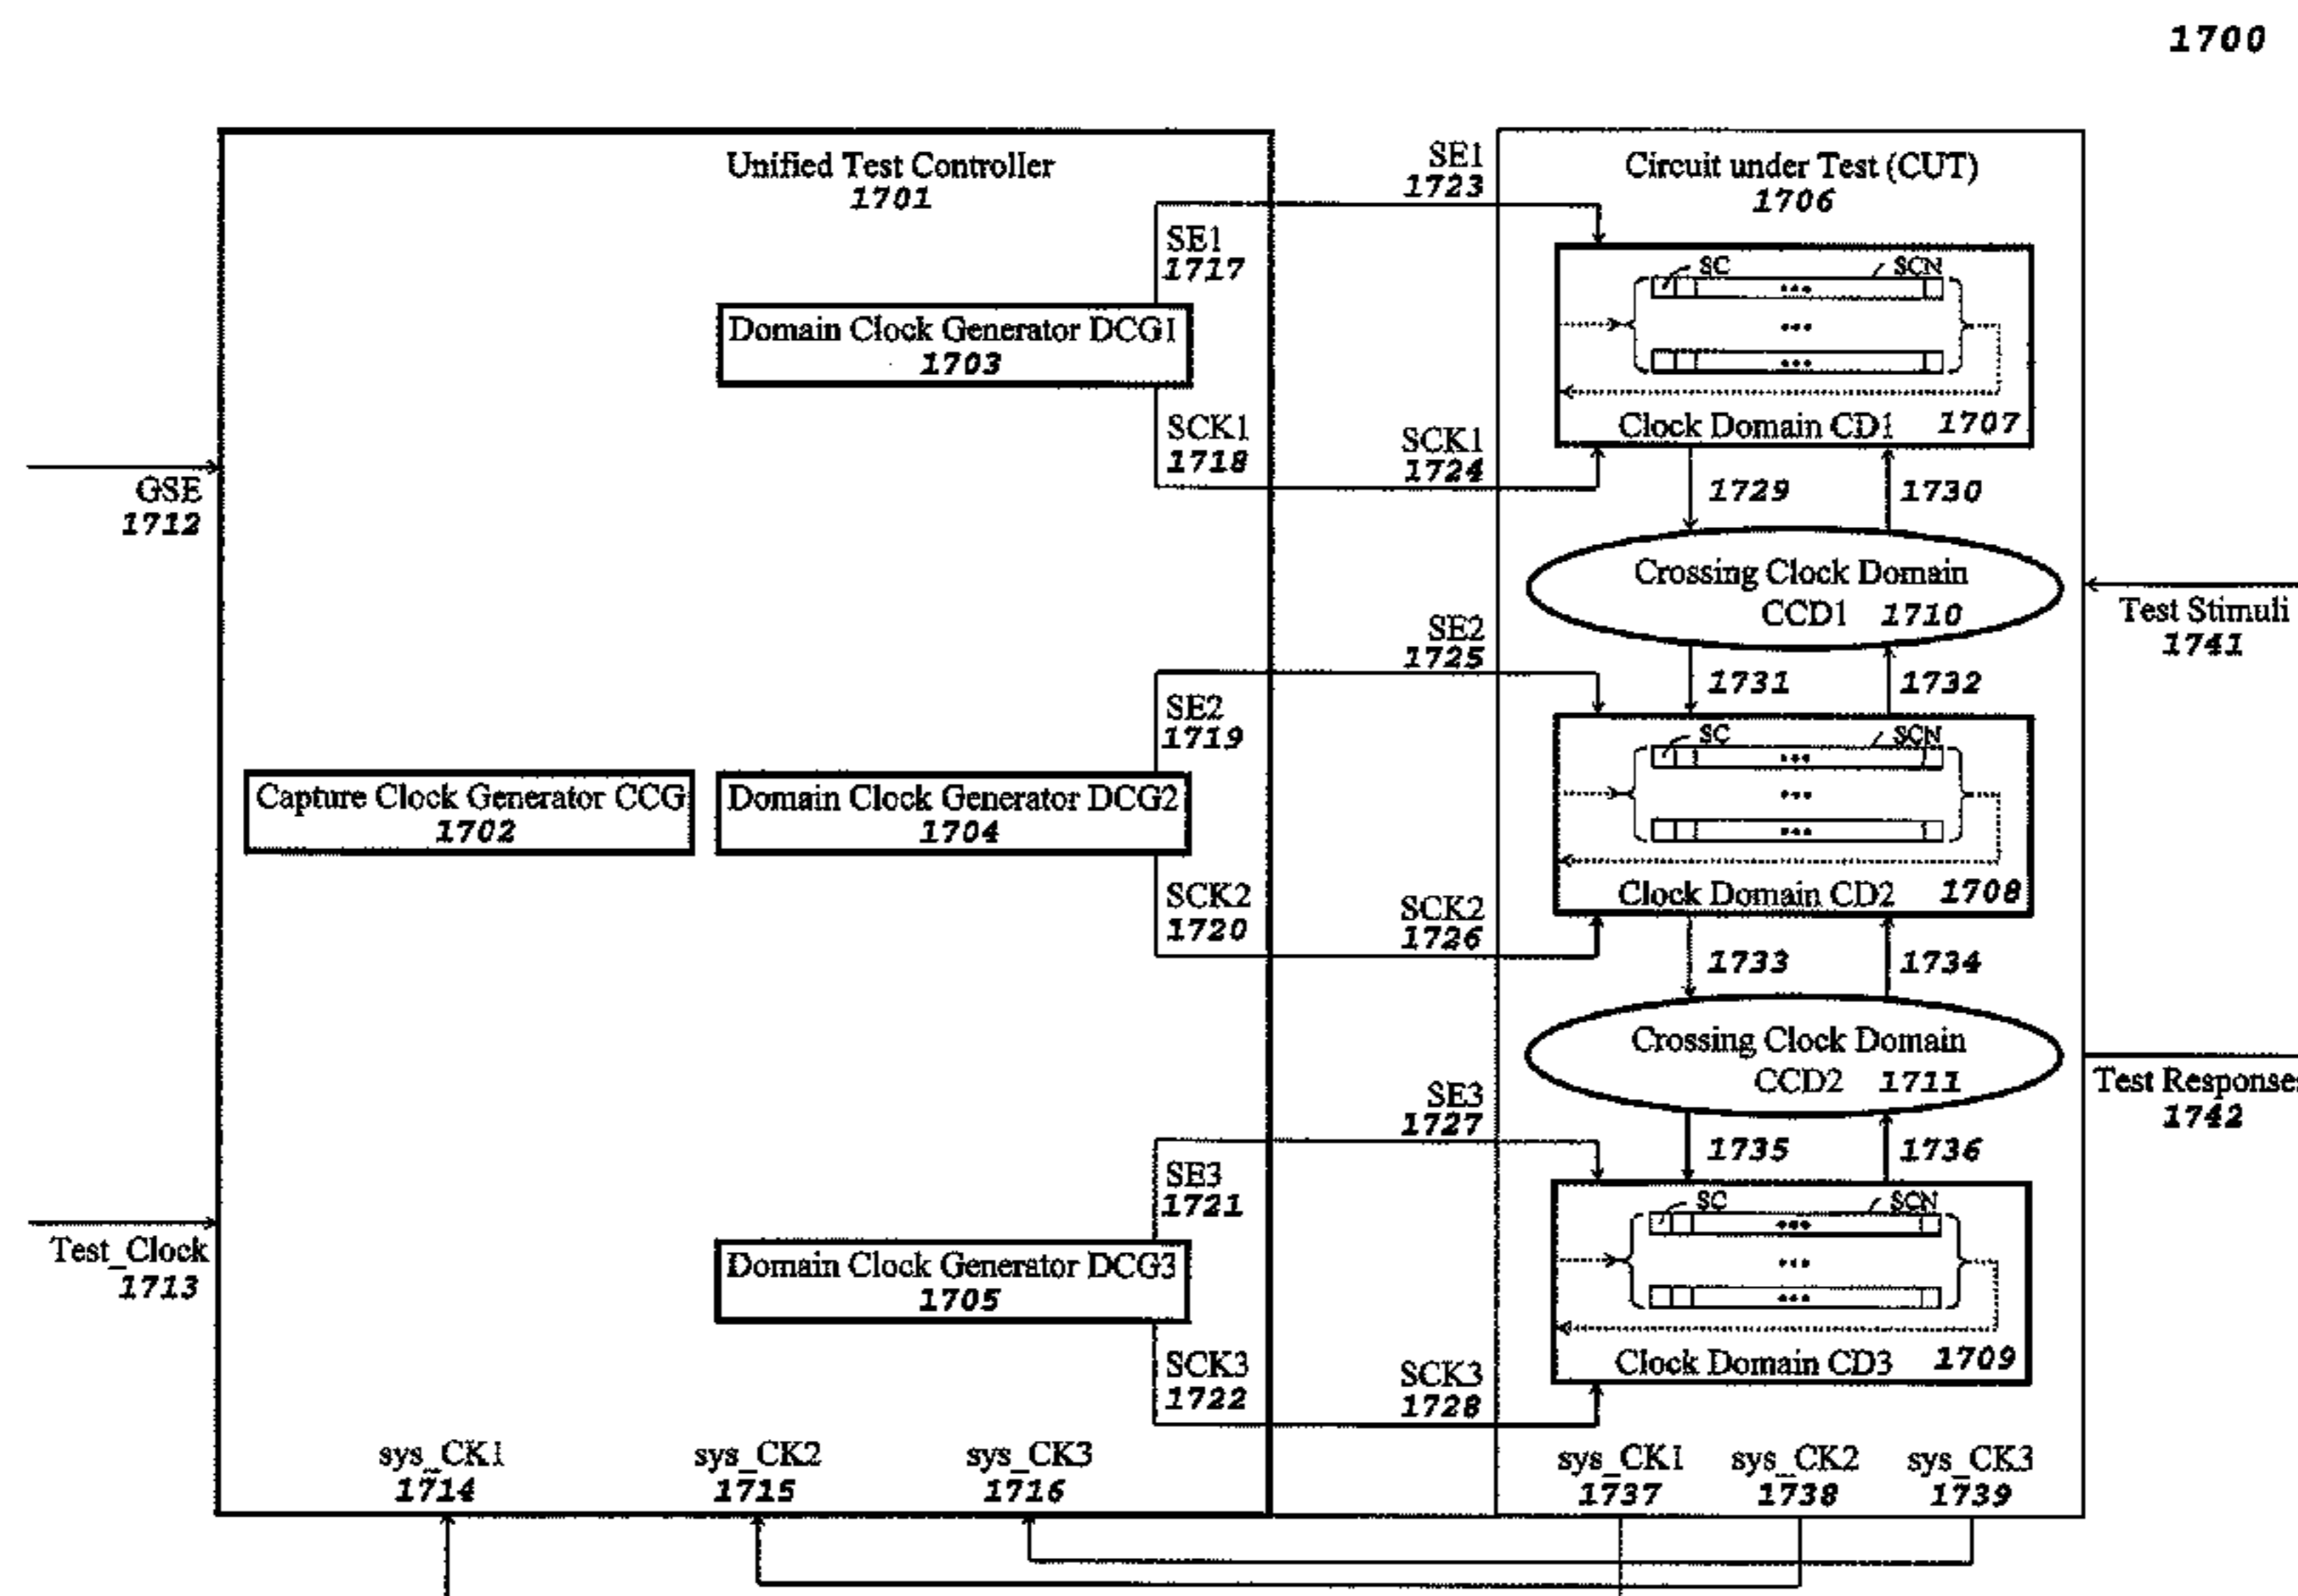 1700
Unified Test Controller
1701
SE1
1723
Circuit under Test (CUT)
1706
SE1
1717
SC
SCN
Domain Clock Generator DCG1
1703
SCK1
1718
SCK1
1724
Clock Domain CD1 1707
GSE
1712
1729
1730
Crossing Clock Domain
CCD1 1710
Test Stimuli
1741
SE2
1725
1731
1732
SE2
1719
SC
SCN
Capture Clock Generator CCG
1702
Domain Clock Generator DCG2
1704
SCK2
1720
SCK2
1726
Clock Domain CD2 1708
1733
1734
Crossing Clock Domain
CCD2 1711
Test Responses
1742
SE3
1727
1735
1736
SE3
1721
SC
SCN
Test_Clock
1713
Domain Clock Generator DCG3
1705
SCK3
1722
SCK3
1728
Clock Domain CD3 1709
sys_CK1
1714
sys_CK2
1715
sys_CK3
1716
sys_CK1
1737
sys_CK2
1738
sys_CK3
1739